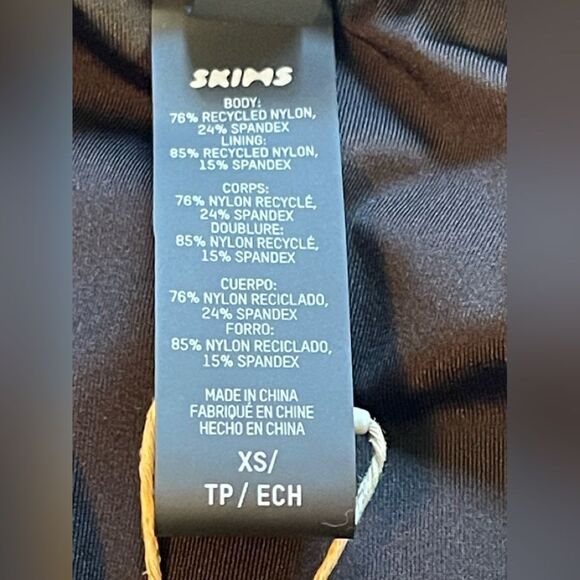 SKIMS
BODY:
76% RECYCLED NYLON,
24% SPANDEX
LINING:
85% RECYCLED NYLON,
15% SPANDEX
CORPS:
76% NYLON RECYCLÉ,
24% SPANDEX
DOUBLURE:
85% NYLON RECYCLÉ,
15% SPANDEX
CUERPO:
76% NYLON RECICLADO,
24% SPANDEX
FORRO:
85% NYLON RECICLADO,
15% SPANDEX
MADE IN CHINA
FABRIQUÉ EN CHINE
HECHO EN CHINA
XS/
TP / ECH